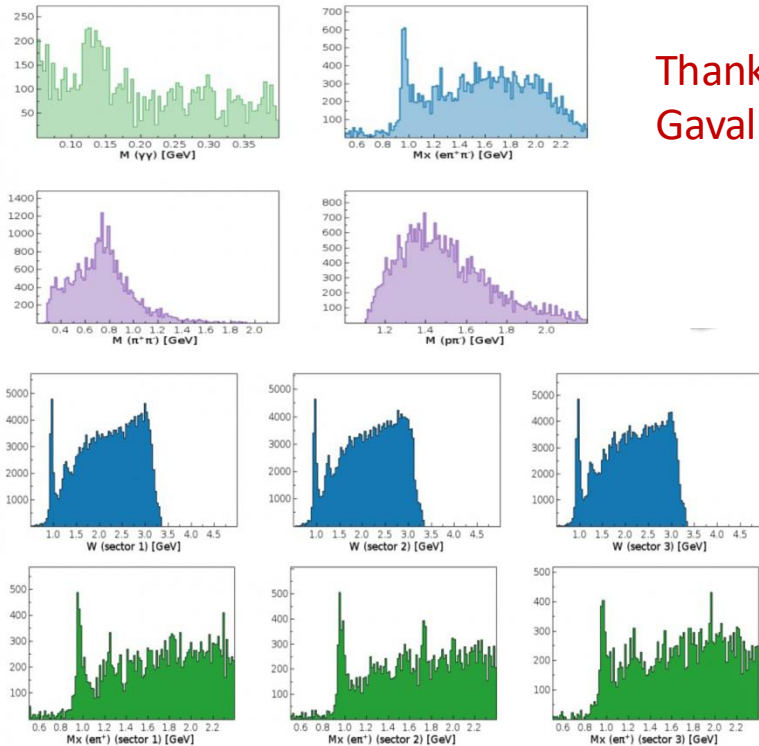 250
200
150
100
50
0.10 0.15 0.20 0.25 0.30 0.35
M (γγ) [GeV]
700
600
500
400
300
200
100
0.6 0.8 1.0 1.2 1.4 1.6 1.8 2.0 2.2
Mx (eπ⁺π⁻) [GeV]
Thank
Gaval
1400
1200
1000
800
600
400
200
0.4 0.6 0.8 1.0 1.2 1.4 1.6 1.8 2.0
M (π⁺π⁻) [GeV]
800
700
600
500
400
300
200
100
1.2 1.4 1.6 1.8 2.0
M (pπ⁻) [GeV]
5000
4000
3000
2000
1000
1.0 1.5 2.0 2.5 3.0 3.5 4.0 4.5
W (sector 1) [GeV]
5000
4000
3000
2000
1000
1.0 1.5 2.0 2.5 3.0 3.5 4.0 4.5
W (sector 2) [GeV]
5000
4000
3000
2000
1000
1.0 1.5 2.0 2.5 3.0 3.5 4.0 4.5
W (sector 3) [GeV]
500
400
300
200
100
0.6 0.8 1.0 1.2 1.4 1.6 1.8 2.0 2.2
Mx (eπ⁺) (sector 1) [GeV]
500
400
300
200
100
0.6 0.8 1.0 1.2 1.4 1.6 1.8 2.0 2.2
Mx (eπ⁺) (sector 2) [GeV]
500
400
300
200
100
0.6 0.8 1.0 1.2 1.4 1.6 1.8 2.0 2.2
Mx (eπ⁺) (sector 3) [GeV]